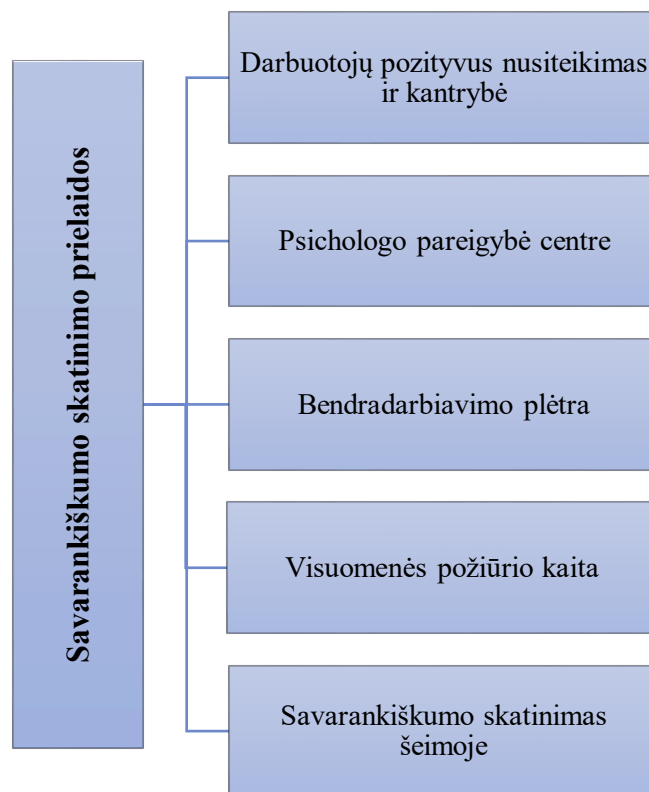 Savarankiškumo skatinimo prielaidos
Darbuotojų pozityvus nusiteikimas
ir kantrybė
Psichologo pareigybė centre
Bendradarbiavimo plėtra
Visuomenės požiūrio kaita
Savarankiškumo skatinimas
šeimoje